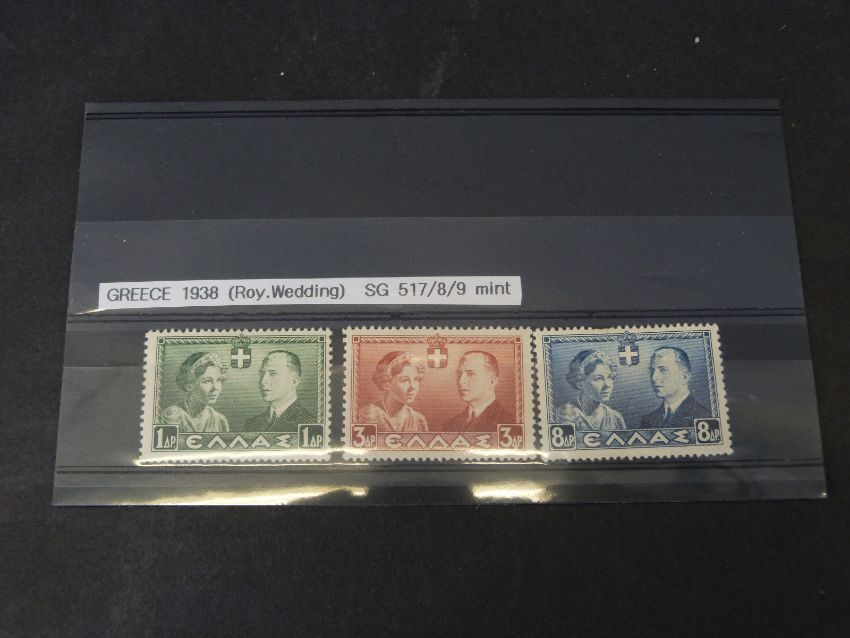 GREECE 1938 (Roy.Wedding) SG 517/8/9 mint
1ΔΡ. ΕΛΛΑΣ 1ΔΡ
3ΔΡ. ΕΛΛΑΣ 3ΔΡ
8ΔΡ. ΕΛΛΑΣ 8ΔΡ